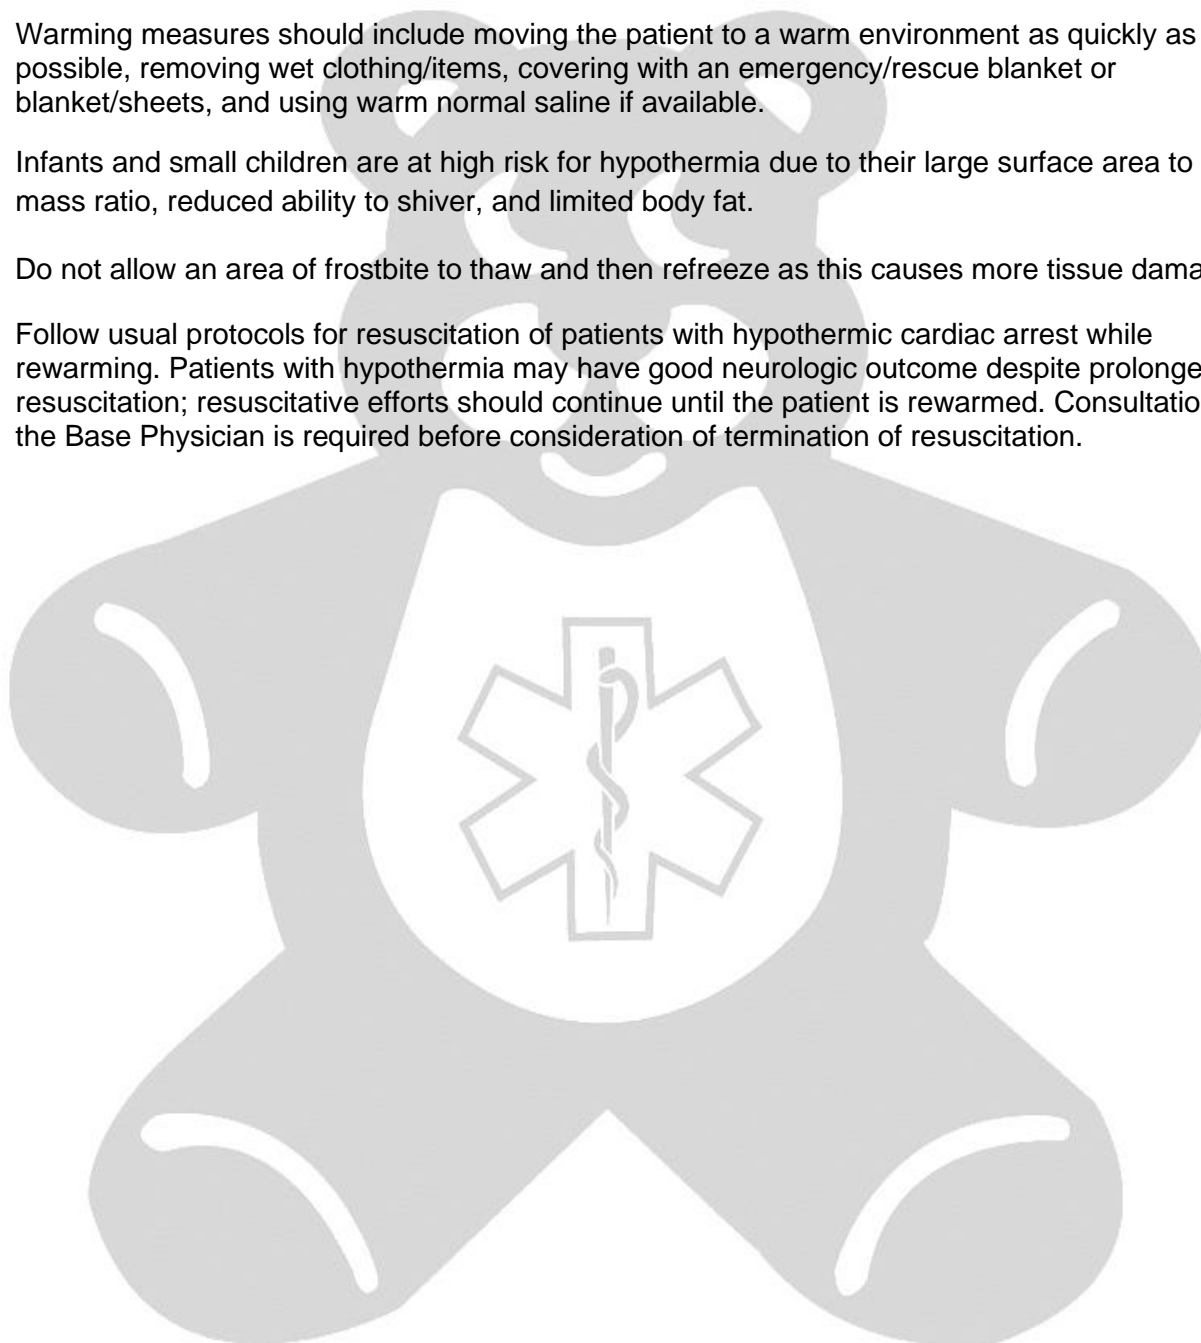 Warming measures should include moving the patient to a warm environment as quickly as
possible, removing wet clothing/items, covering with an emergency/rescue blanket or
blanket/sheets, and using warm normal saline if available.
Infants and small children are at high risk for hypothermia due to their large surface area to
mass ratio, reduced ability to shiver, and limited body fat.
Do not allow an area of frostbite to thaw and then refreeze as this causes more tissue dama
Follow usual protocols for resuscitation of patients with hypothermic cardiac arrest while
rewarming. Patients with hypothermia may have good neurologic outcome despite prolonge
resuscitation; resuscitative efforts should continue until the patient is rewarmed. Consultatio
the Base Physician is required before consideration of termination of resuscitation.